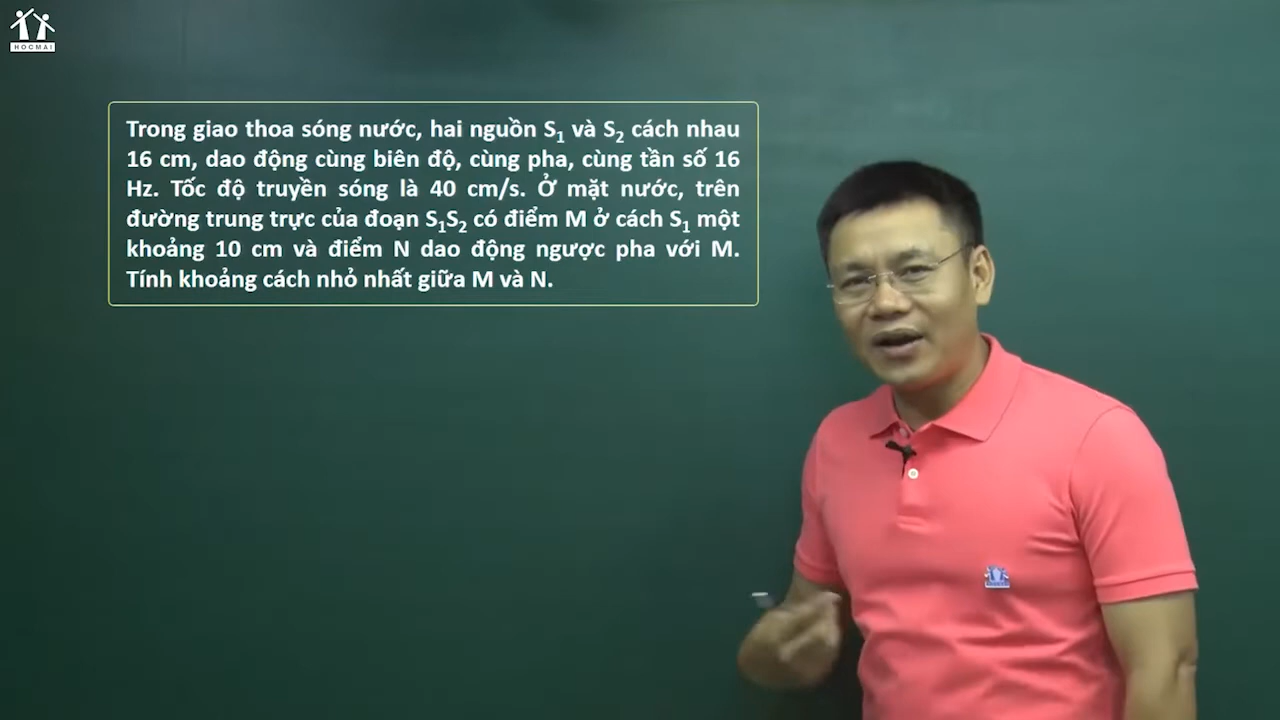 HOCMAI
Trong giao thoa sóng nước, hai nguồn S₁ và S₂ cách nhau
16 cm, dao động cùng biên độ, cùng pha, cùng tần số 16
Hz. Tốc độ truyền sóng là 40 cm/s. Ở mặt nước, trên
đường trung trực của đoạn S₁S₂ có điểm M ở cách S₁ một
khoảng 10 cm và điểm N dao động ngược pha với M.
Tính khoảng cách nhỏ nhất giữa M và N.